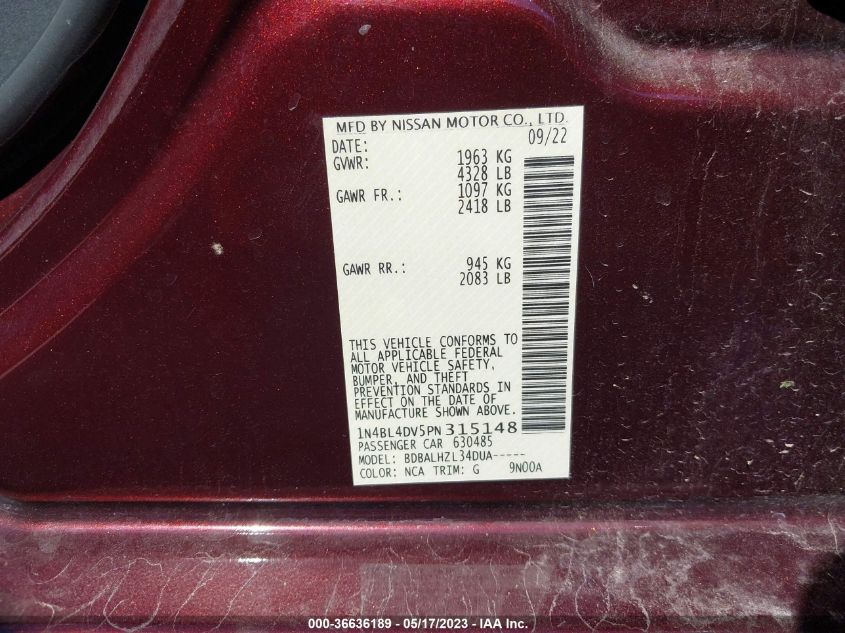 MFD BY NISSAN MOTOR CO., LTD.
DATE: 09/22
GVWR: 1963 KG
4328 LB
GAWR FR.: 1097 KG
2418 LB
GAWR RR.: 945 KG
2083 LB
THIS VEHICLE CONFORMS TO
ALL APPLICABLE FEDERAL
MOTOR VEHICLE SAFETY,
BUMPER, AND THEFT
PREVENTION STANDARDS IN
EFFECT ON THE DATE OF
MANUFACTURE SHOWN ABOVE.
1N4BL4DV5PN315148
PASSENGER CAR 630485
MODEL: BDBALHZL34DUA-----
COLOR: NCA TRIM: G 9N00A
000-36636189 - 05/17/2023 - IAAI.COM